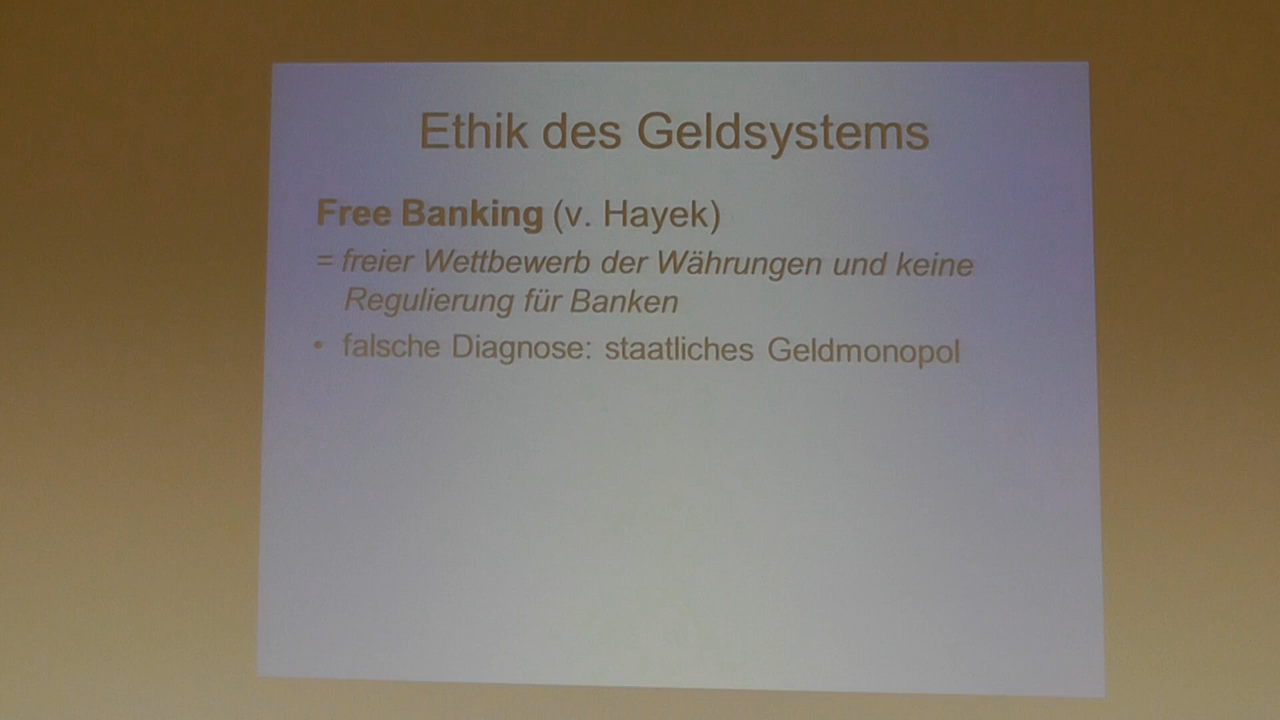 Ethik des Geldsystems
Free Banking (v. Hayek)
= freier Wettbewerb der Währungen und keine
Regulierung für Banken
• falsche Diagnose: staatliches Geldmonopol